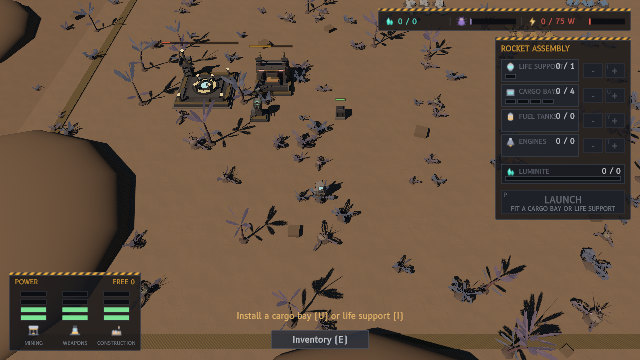 0 / 0
0 / 75 W
ROCKET ASSEMBLY
LIFE SUPPO 0 / 1
- +
CARGO BAY 0 / 4
- +
FUEL TANK 0 / 0
- +
ENGINES 0 / 0
- +
LUMINITE 0 / 0
LAUNCH
FIT A CARGO BAY OR LIFE SUPPORT
POWER FREE 0
MINING WEAPONS CONSTRUCTION
Install a cargo bay [U] or life support [I]
Inventory [E]